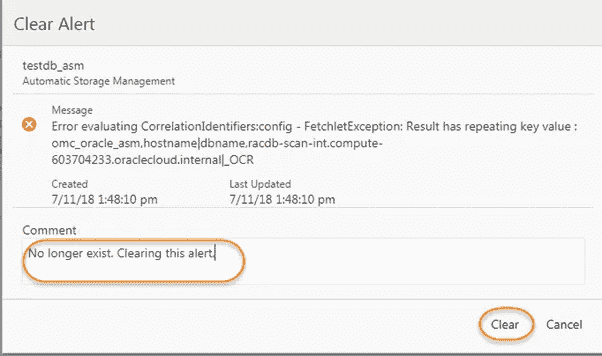 Clear Alert
testdb_asm
Automatic Storage Management
Message
Error evaluating CorrelationIdentifiers:config - FetchletException: Result has repeating key value :
omc_oracle_asm,hostname|dbname,racdb-scan-int.compute-
603704233.oraclecloud.internal|_OCR
Created Last Updated
7/11/18 1:48:10 pm 7/11/18 1:48:10 pm
Comment
No longer exist. Clearing this alert.
Clear Cancel